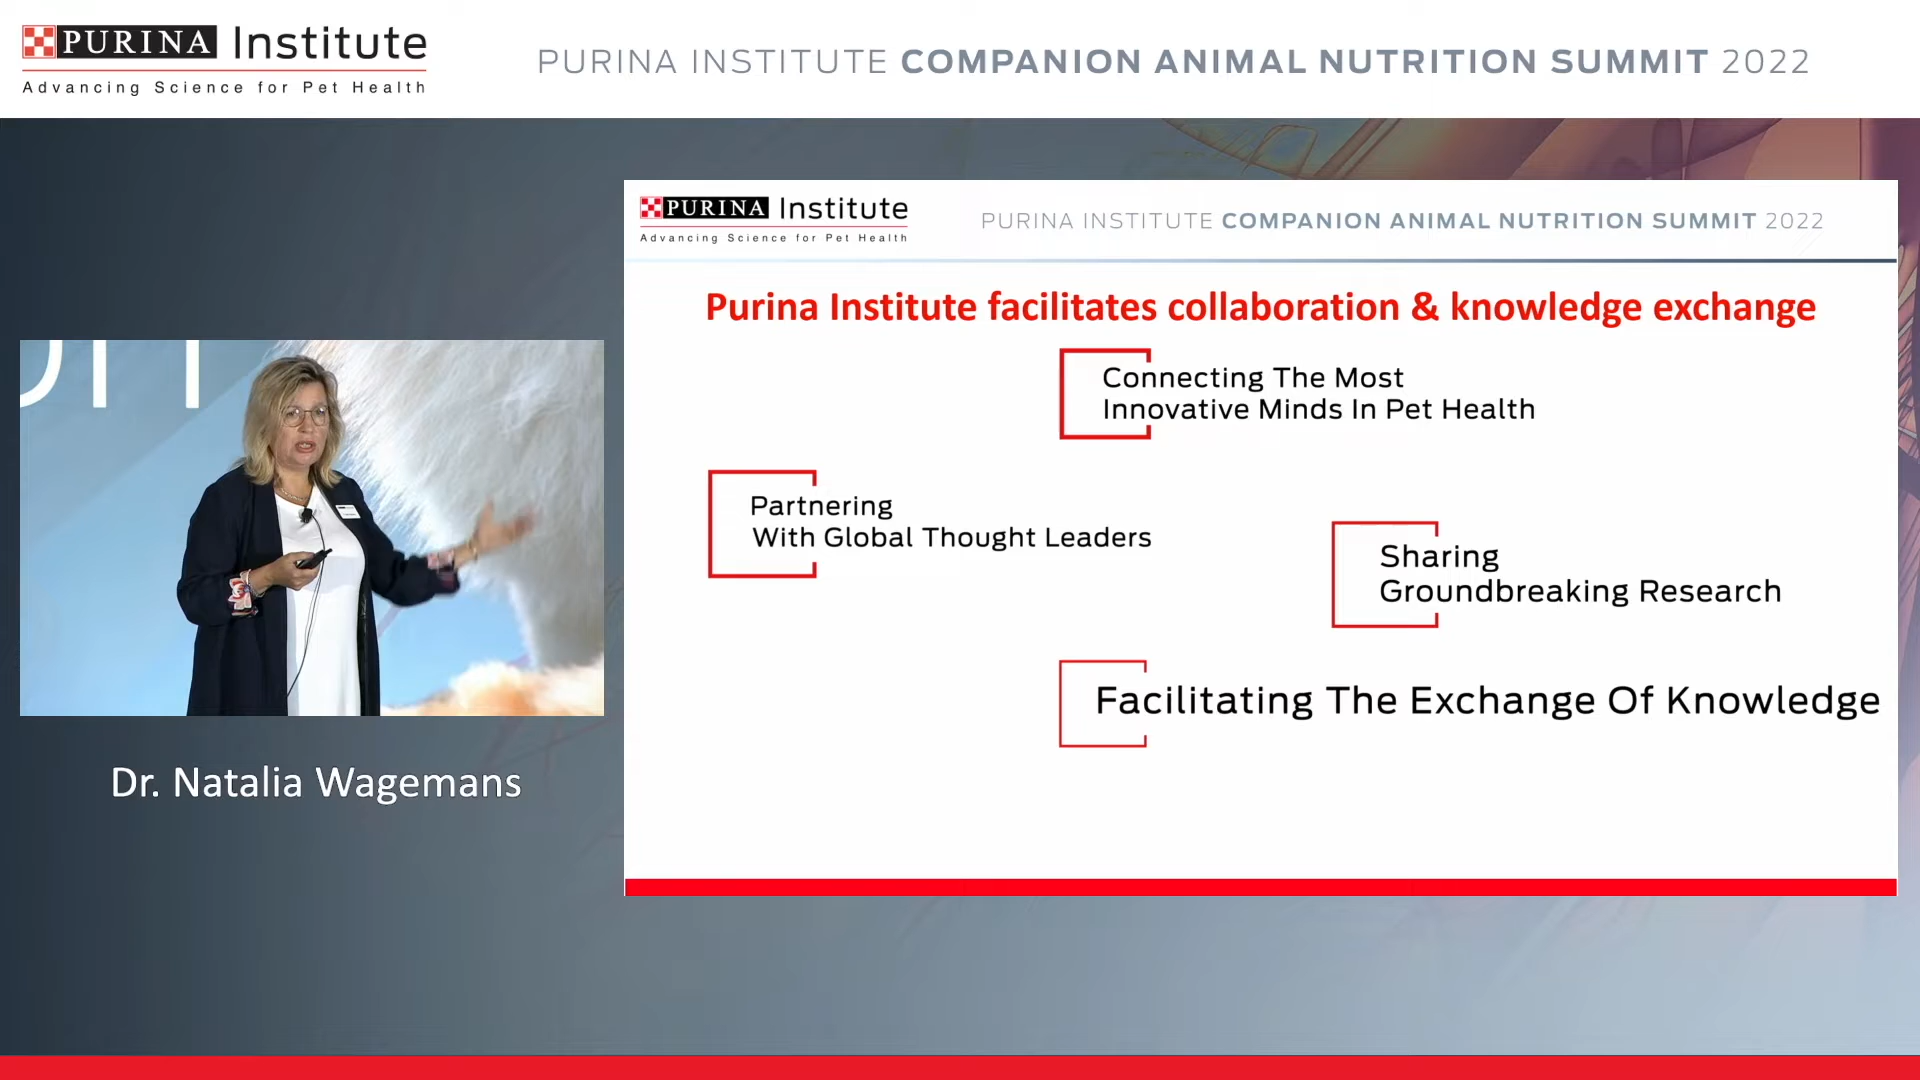 PURINA Institute
Advancing Science for Pet Health
PURINA INSTITUTE COMPANION ANIMAL NUTRITION SUMMIT 2022
PURINA Institute
Advancing Science for Pet Health
PURINA INSTITUTE COMPANION ANIMAL NUTRITION SUMMIT 2022
Purina Institute facilitates collaboration & knowledge exchange
Connecting The Most
Innovative Minds In Pet Health
Partnering
With Global Thought Leaders
Sharing
Groundbreaking Research
Facilitating The Exchange Of Knowledge
Dr. Natalia Wagemans